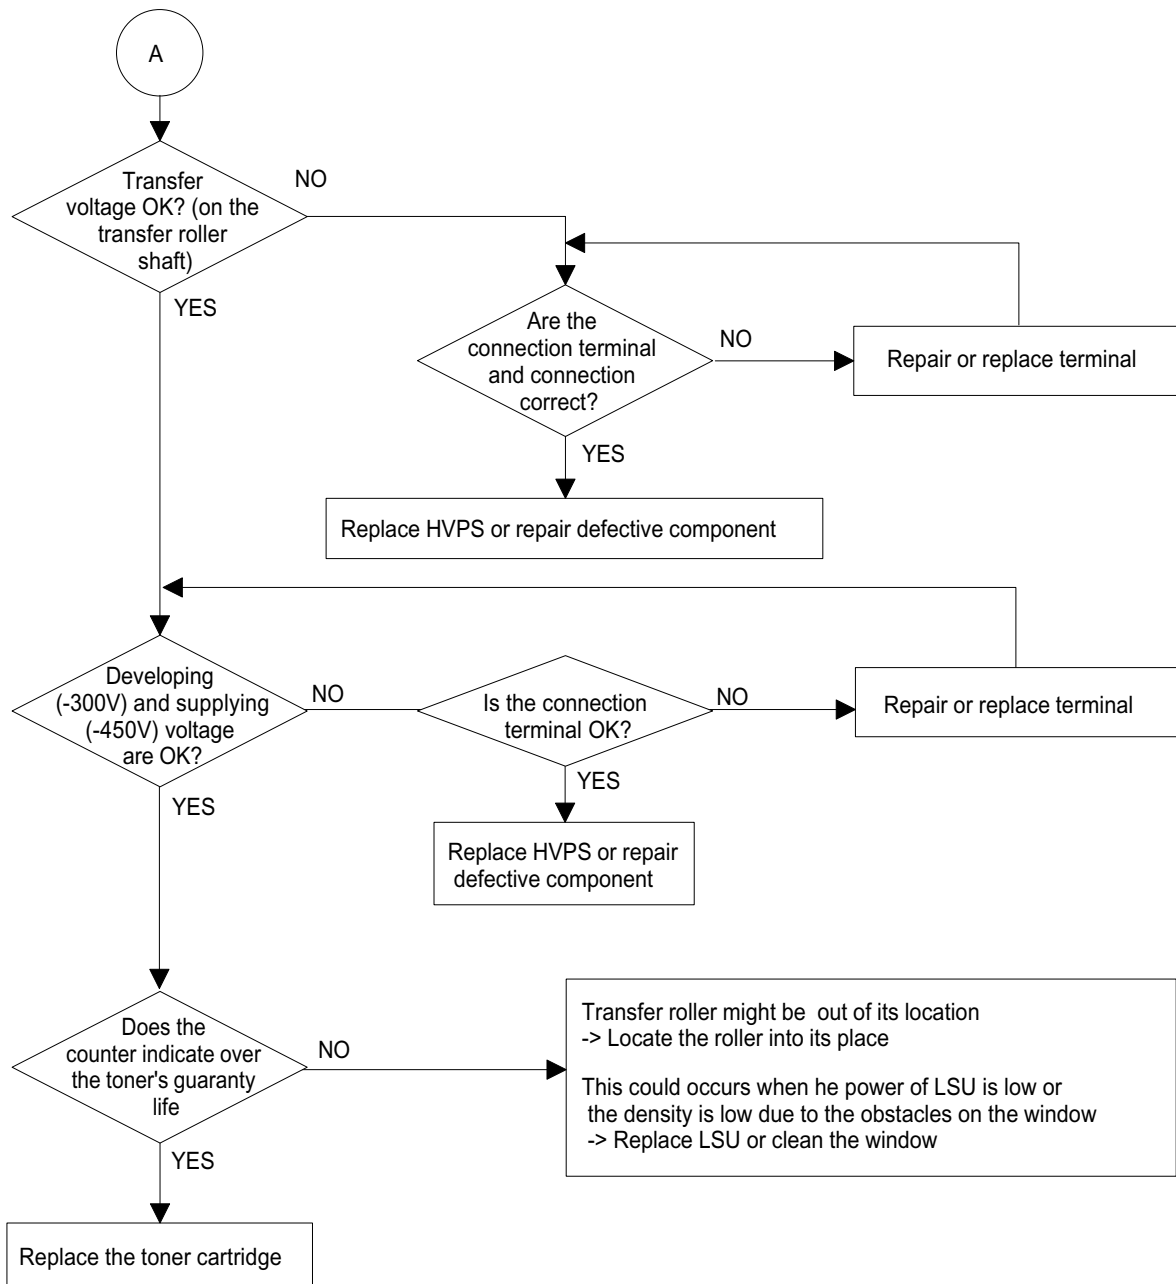 A
Transfer
voltage OK? (on the
transfer roller
shaft)
NO
YES
Are the
connection terminal
and connection
correct?
NO
Repair or replace terminal
YES
Replace HVPS or repair defective component
Developing
(-300V) and supplying
(-450V) voltage
are OK?
NO
Is the connection
terminal OK?
NO
Repair or replace terminal
YES
YES
Replace HVPS or repair
defective component
Does the
counter indicate over
the toner's guaranty
life
NO
Transfer roller might be out of its location
-> Locate the roller into its place
This could occurs when he power of LSU is low or
the density is low due to the obstacles on the window
-> Replace LSU or clean the window
YES
Replace the toner cartridge